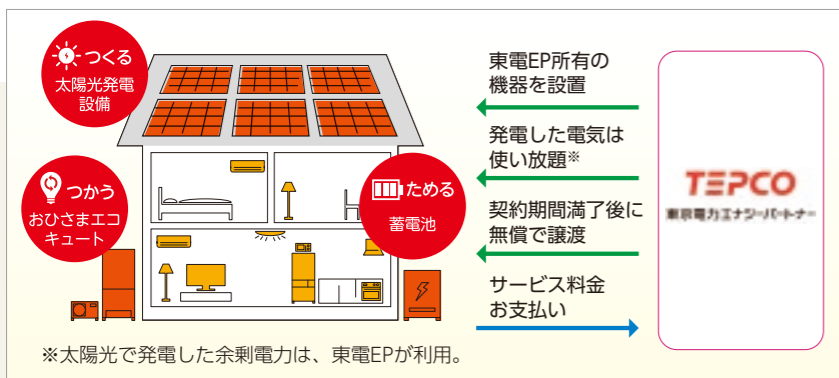 つくる
太陽光発電
設備
つかう
おひさまエコ
キュート
ためる
蓄電池
東電EP所有の
機器を設置
発電した電気は
使い放題※
契約期間満了後に
無償で譲渡
サービス料金
お支払い
TEPCO
東京電力エナジーパートナー
※太陽光で発電した余剰電力は、東電EPが利用。